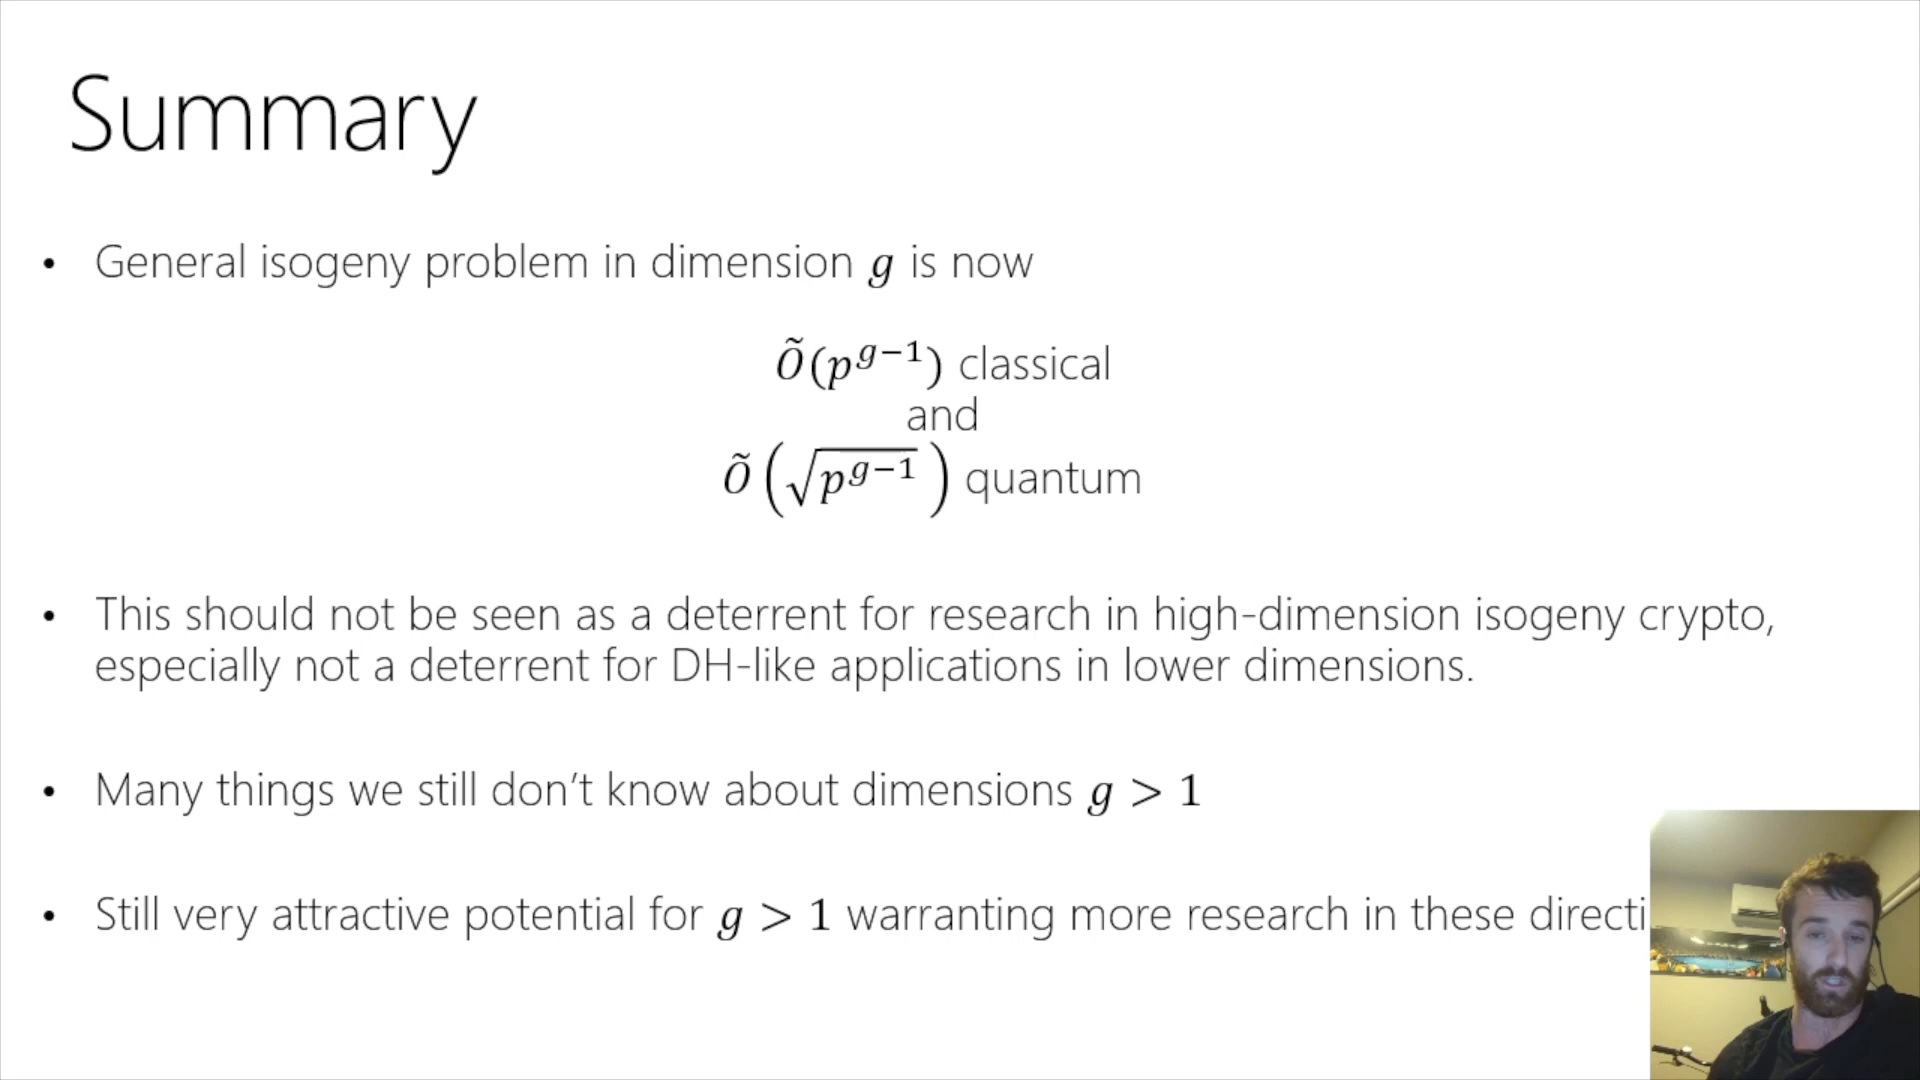 Summary
• General isogeny problem in dimension g is now
Õ(p^{g−1}) classical
and
Õ(√(p^{g−1})) quantum
• This should not be seen as a deterrent for research in high-dimension isogeny crypto,
especially not a deterrent for DH-like applications in lower dimensions.
• Many things we still don’t know about dimensions g > 1
• Still very attractive potential for g > 1 warranting more research in these directi